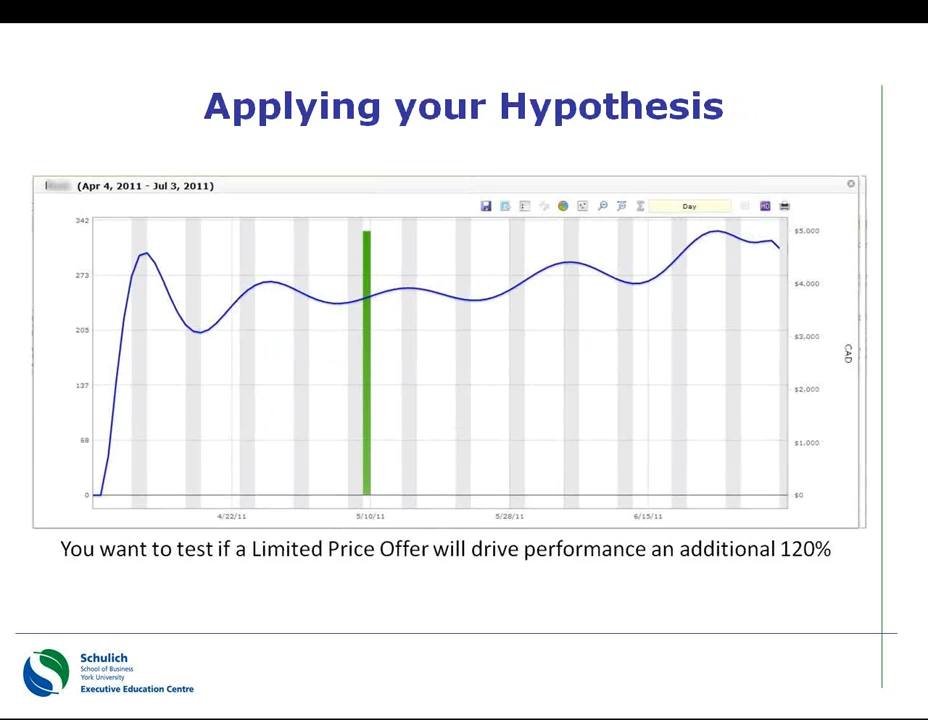 Applying your Hypothesis
(Apr 4, 2011 - Jul 3, 2011)
Day
HD
342
273
205
137
68
0
$5,000
$4,000
$3,000
$2,000
$1,000
$0
CAD
4/22/11
5/10/11
5/28/11
6/15/11
You want to test if a Limited Price Offer will drive performance an additional 120%
Schulich
School of Business
York University
Executive Education Centre